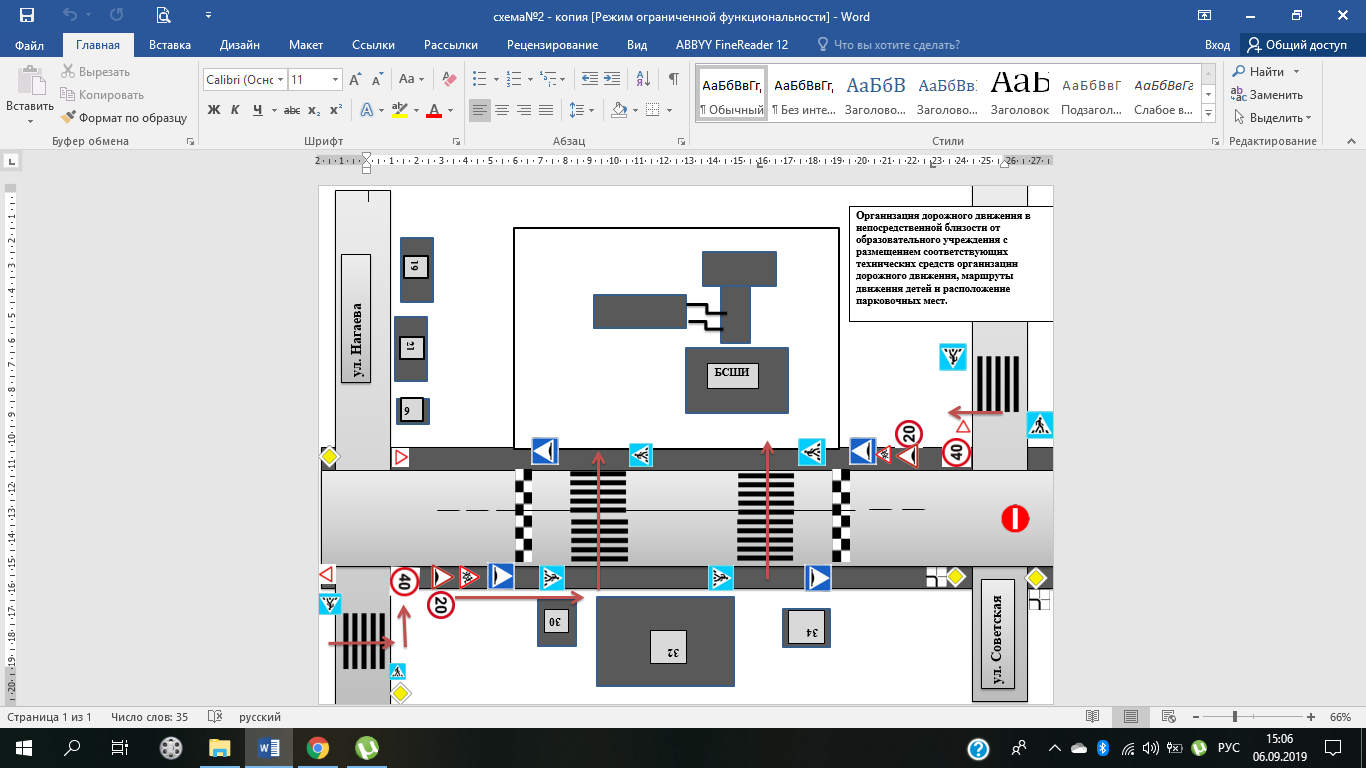 схема№2 - копия [Режим ограниченной функциональности] - Word
Файл Главная Вставка Дизайн Макет Ссылки Рассылки Рецензирование Вид ABBYY FineReader 12 Что вы хотите сделать? Вход Общий доступ
Вставить
Вырезать
Копировать
Формат по образцу
Буфер обмена
Calibri (Оснс 11
Ж К Ч abc x₂ x²
Шрифт
Абзац
АаБбВвГг, АаБбВвГг, АаБбВ АаБбВв АаБ АаБбВвГ АаБбВвГг
¶ Обычный ¶ Без инте... Заголово... Заголово... Заголовок Подзагол... Слабое в...
Стили
Найти
Заменить
Выделить
Редактирование
Организация дорожного движения в
непосредственной близости от
образовательного учреждения с
размещением соответствующих
технических средств организации
дорожного движения, маршруты
движения детей и расположение
парковочных мест.
ул. Нагаева
19
21
9
БСШИ
20
40
40
20
30
32
34
ул. Советская
Страница 1 из 1 Число слов: 35 русский 66%
РУС
15:06
06.09.2019